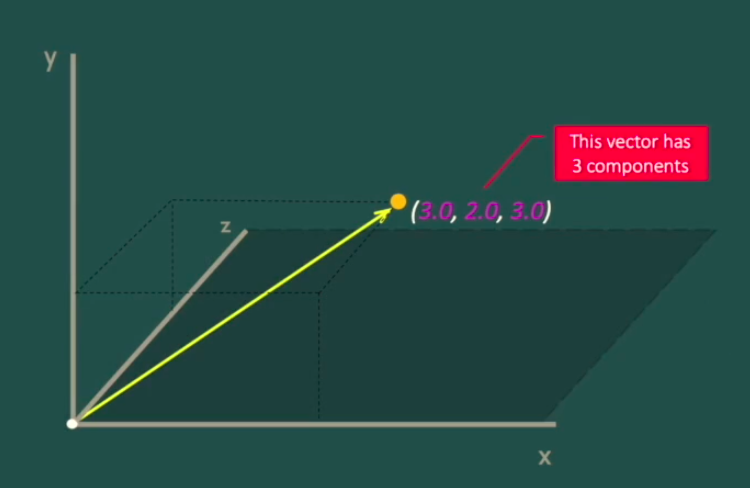 y
This vector has
3 components
z
(3.0, 2.0, 3.0)
x